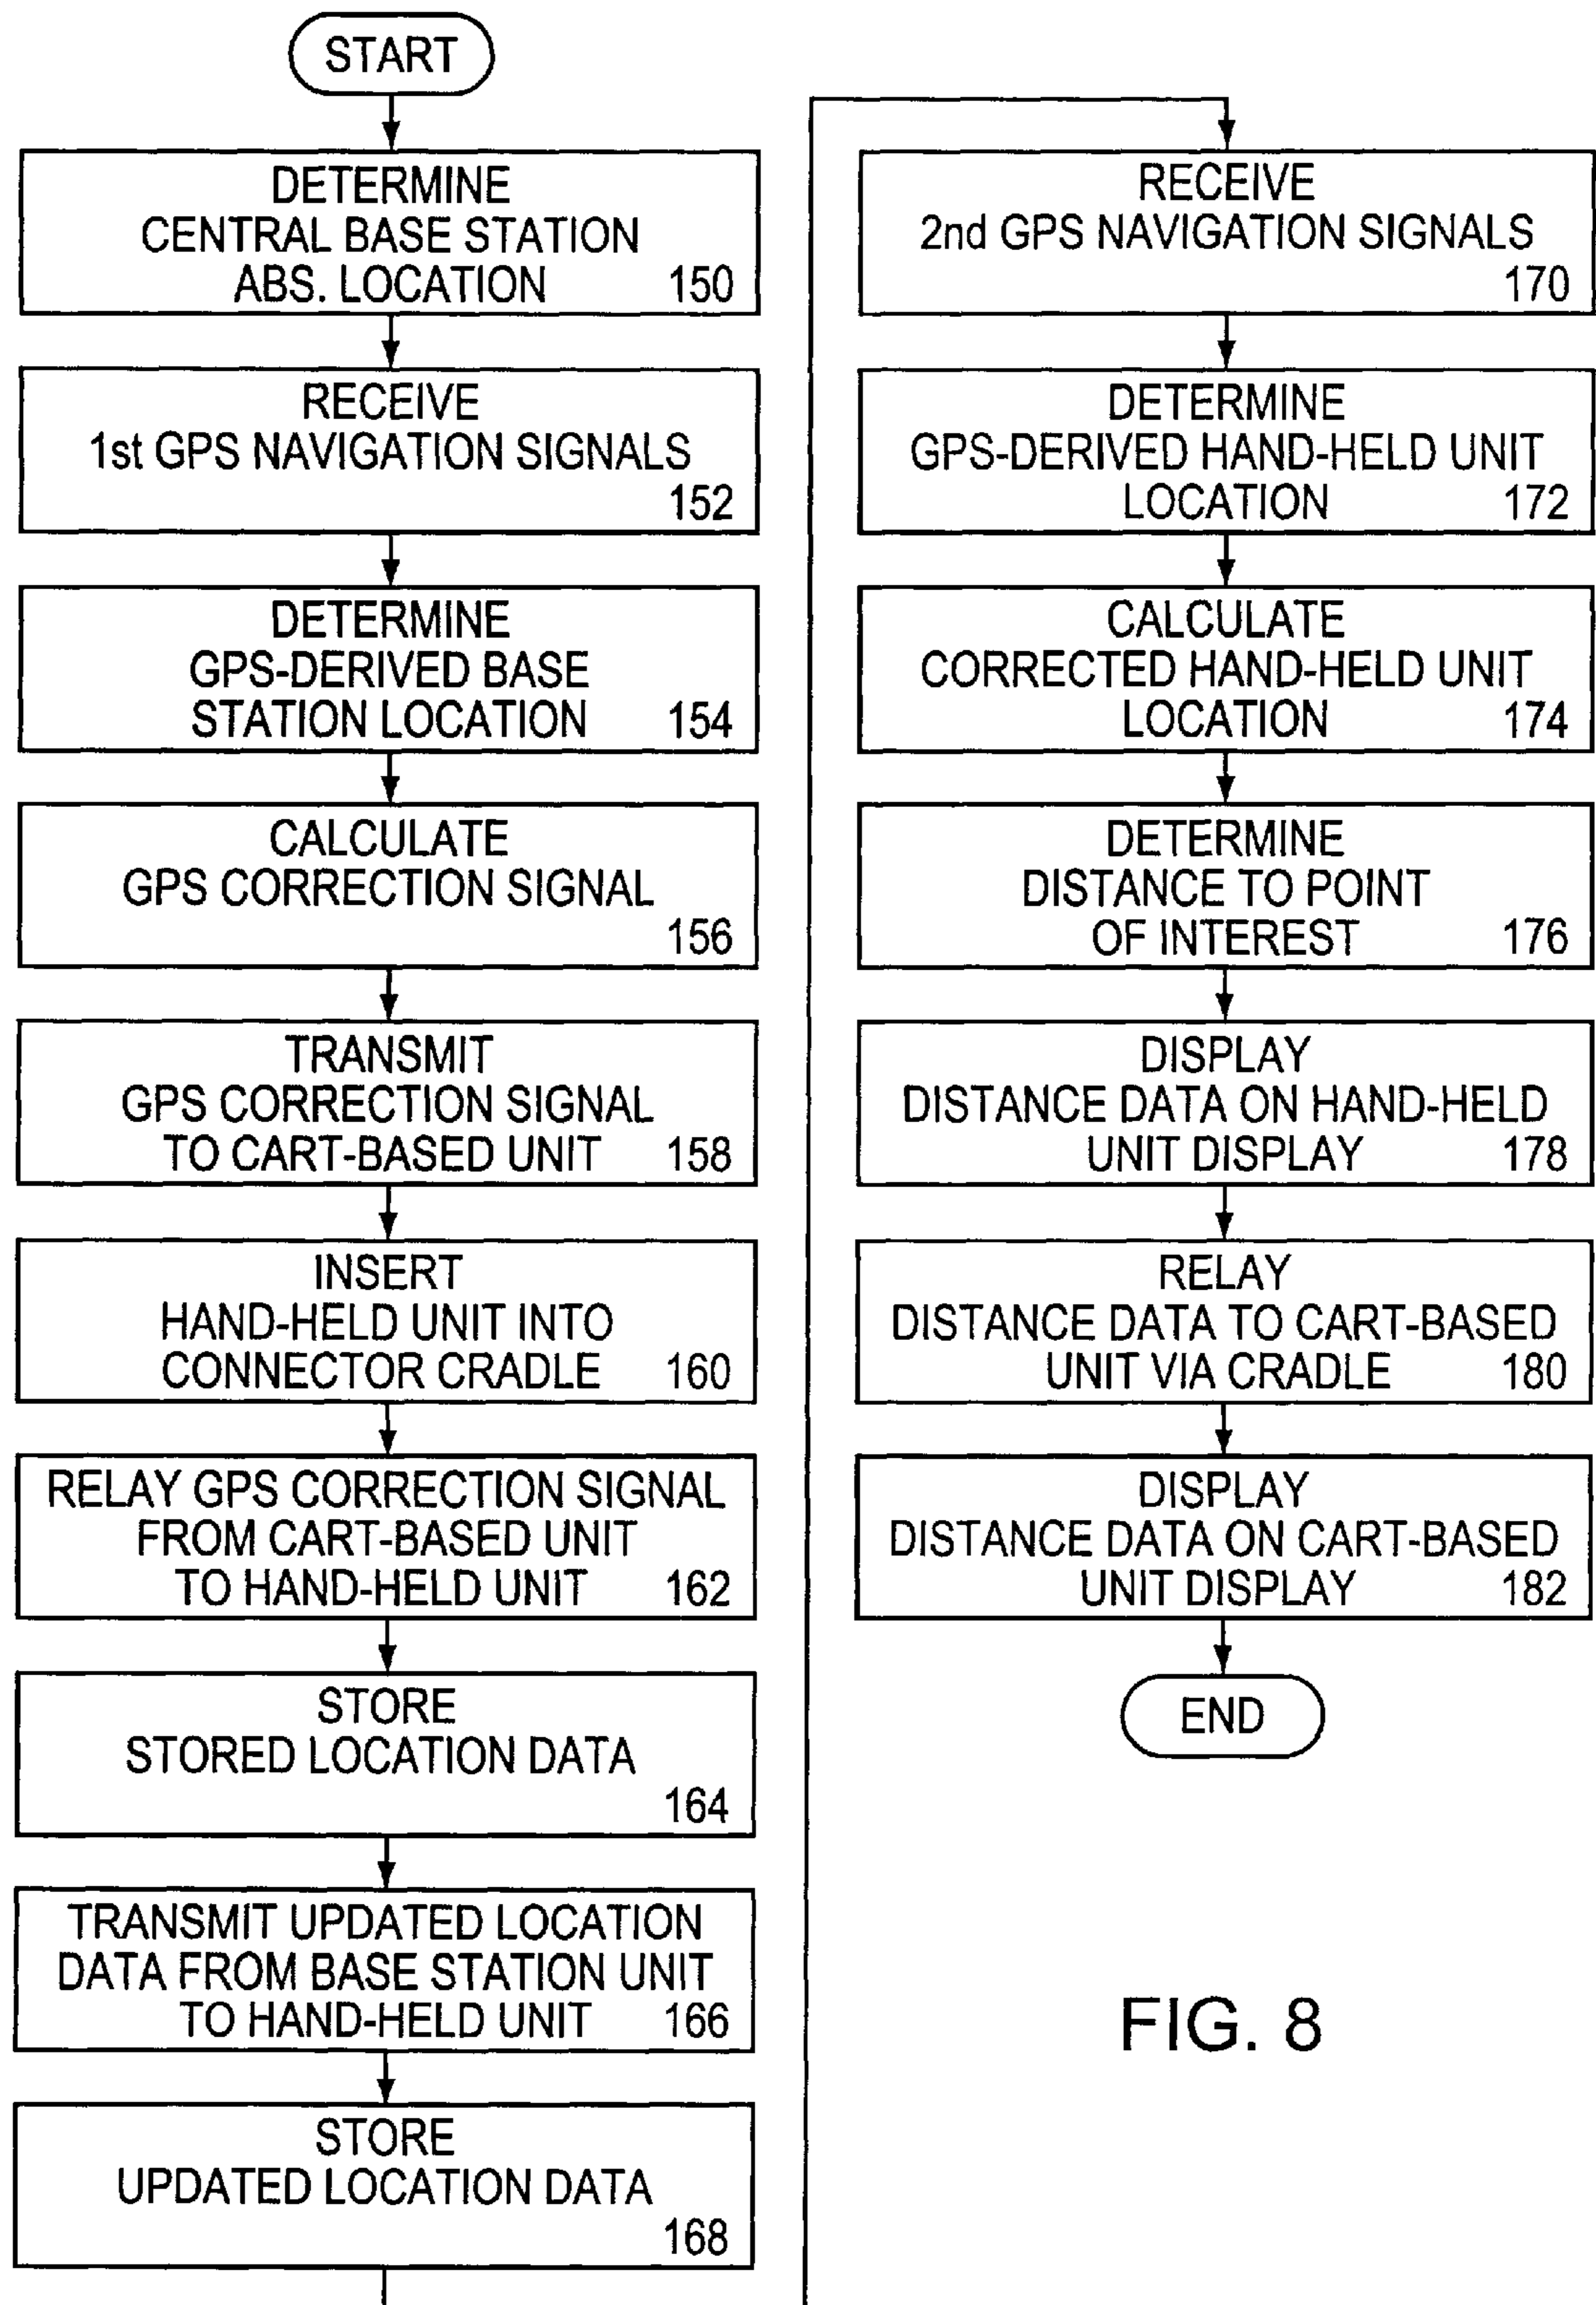 START
DETERMINE
CENTRAL BASE STATION
ABS. LOCATION 150
RECEIVE
1st GPS NAVIGATION SIGNALS
152
DETERMINE
GPS-DERIVED BASE
STATION LOCATION 154
CALCULATE
GPS CORRECTION SIGNAL
156
TRANSMIT
GPS CORRECTION SIGNAL
TO CART-BASED UNIT 158
INSERT
HAND-HELD UNIT INTO
CONNECTOR CRADLE 160
RELAY GPS CORRECTION SIGNAL
FROM CART-BASED UNIT
TO HAND-HELD UNIT 162
STORE
STORED LOCATION DATA
164
TRANSMIT UPDATED LOCATION
DATA FROM BASE STATION UNIT
TO HAND-HELD UNIT 166
STORE
UPDATED LOCATION DATA
168
RECEIVE
2nd GPS NAVIGATION SIGNALS
170
DETERMINE
GPS-DERIVED HAND-HELD UNIT
LOCATION 172
CALCULATE
CORRECTED HAND-HELD UNIT
LOCATION 174
DETERMINE
DISTANCE TO POINT
OF INTEREST 176
DISPLAY
DISTANCE DATA ON HAND-HELD
UNIT DISPLAY 178
RELAY
DISTANCE DATA TO CART-BASED
UNIT VIA CRADLE 180
DISPLAY
DISTANCE DATA ON CART-BASED
UNIT DISPLAY 182
END
FIG. 8